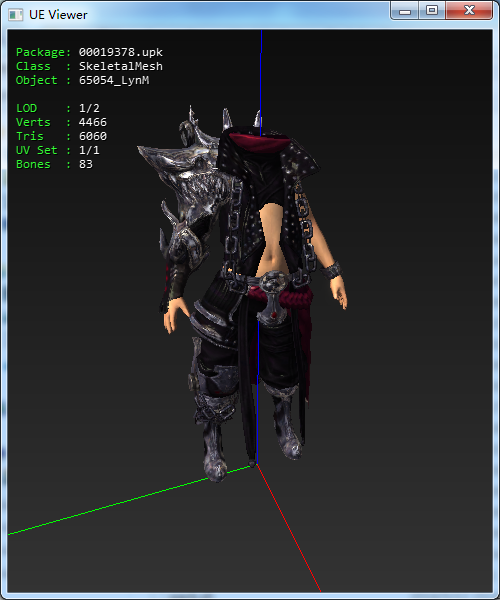 UE Viewer
Package: 00019378.upk
Class  : SkeletalMesh
Object : 65054_LynM
LOD    : 1/2
Verts  : 4466
Tris   : 6060
UV Set : 1/1
Bones  : 83